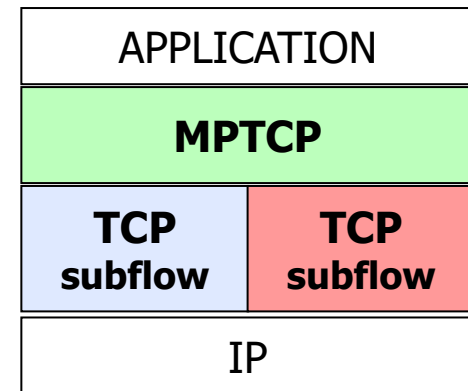 APPLICATION
MPTCP
TCP
subflow
TCP
subflow
IP